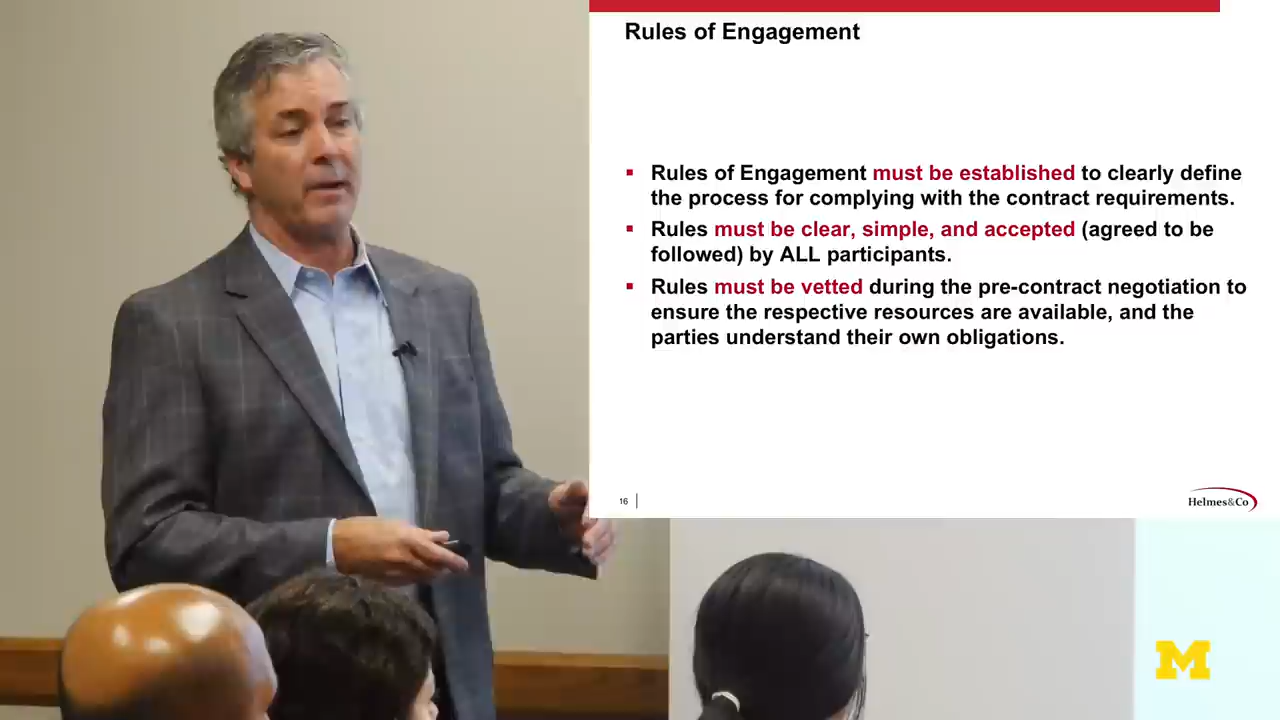 Rules of Engagement
▪ Rules of Engagement must be established to clearly define
the process for complying with the contract requirements.
▪ Rules must be clear, simple, and accepted (agreed to be
followed) by ALL participants.
▪ Rules must be vetted during the pre-contract negotiation to
ensure the respective resources are available, and the
parties understand their own obligations.
16
Helmes&Co
M